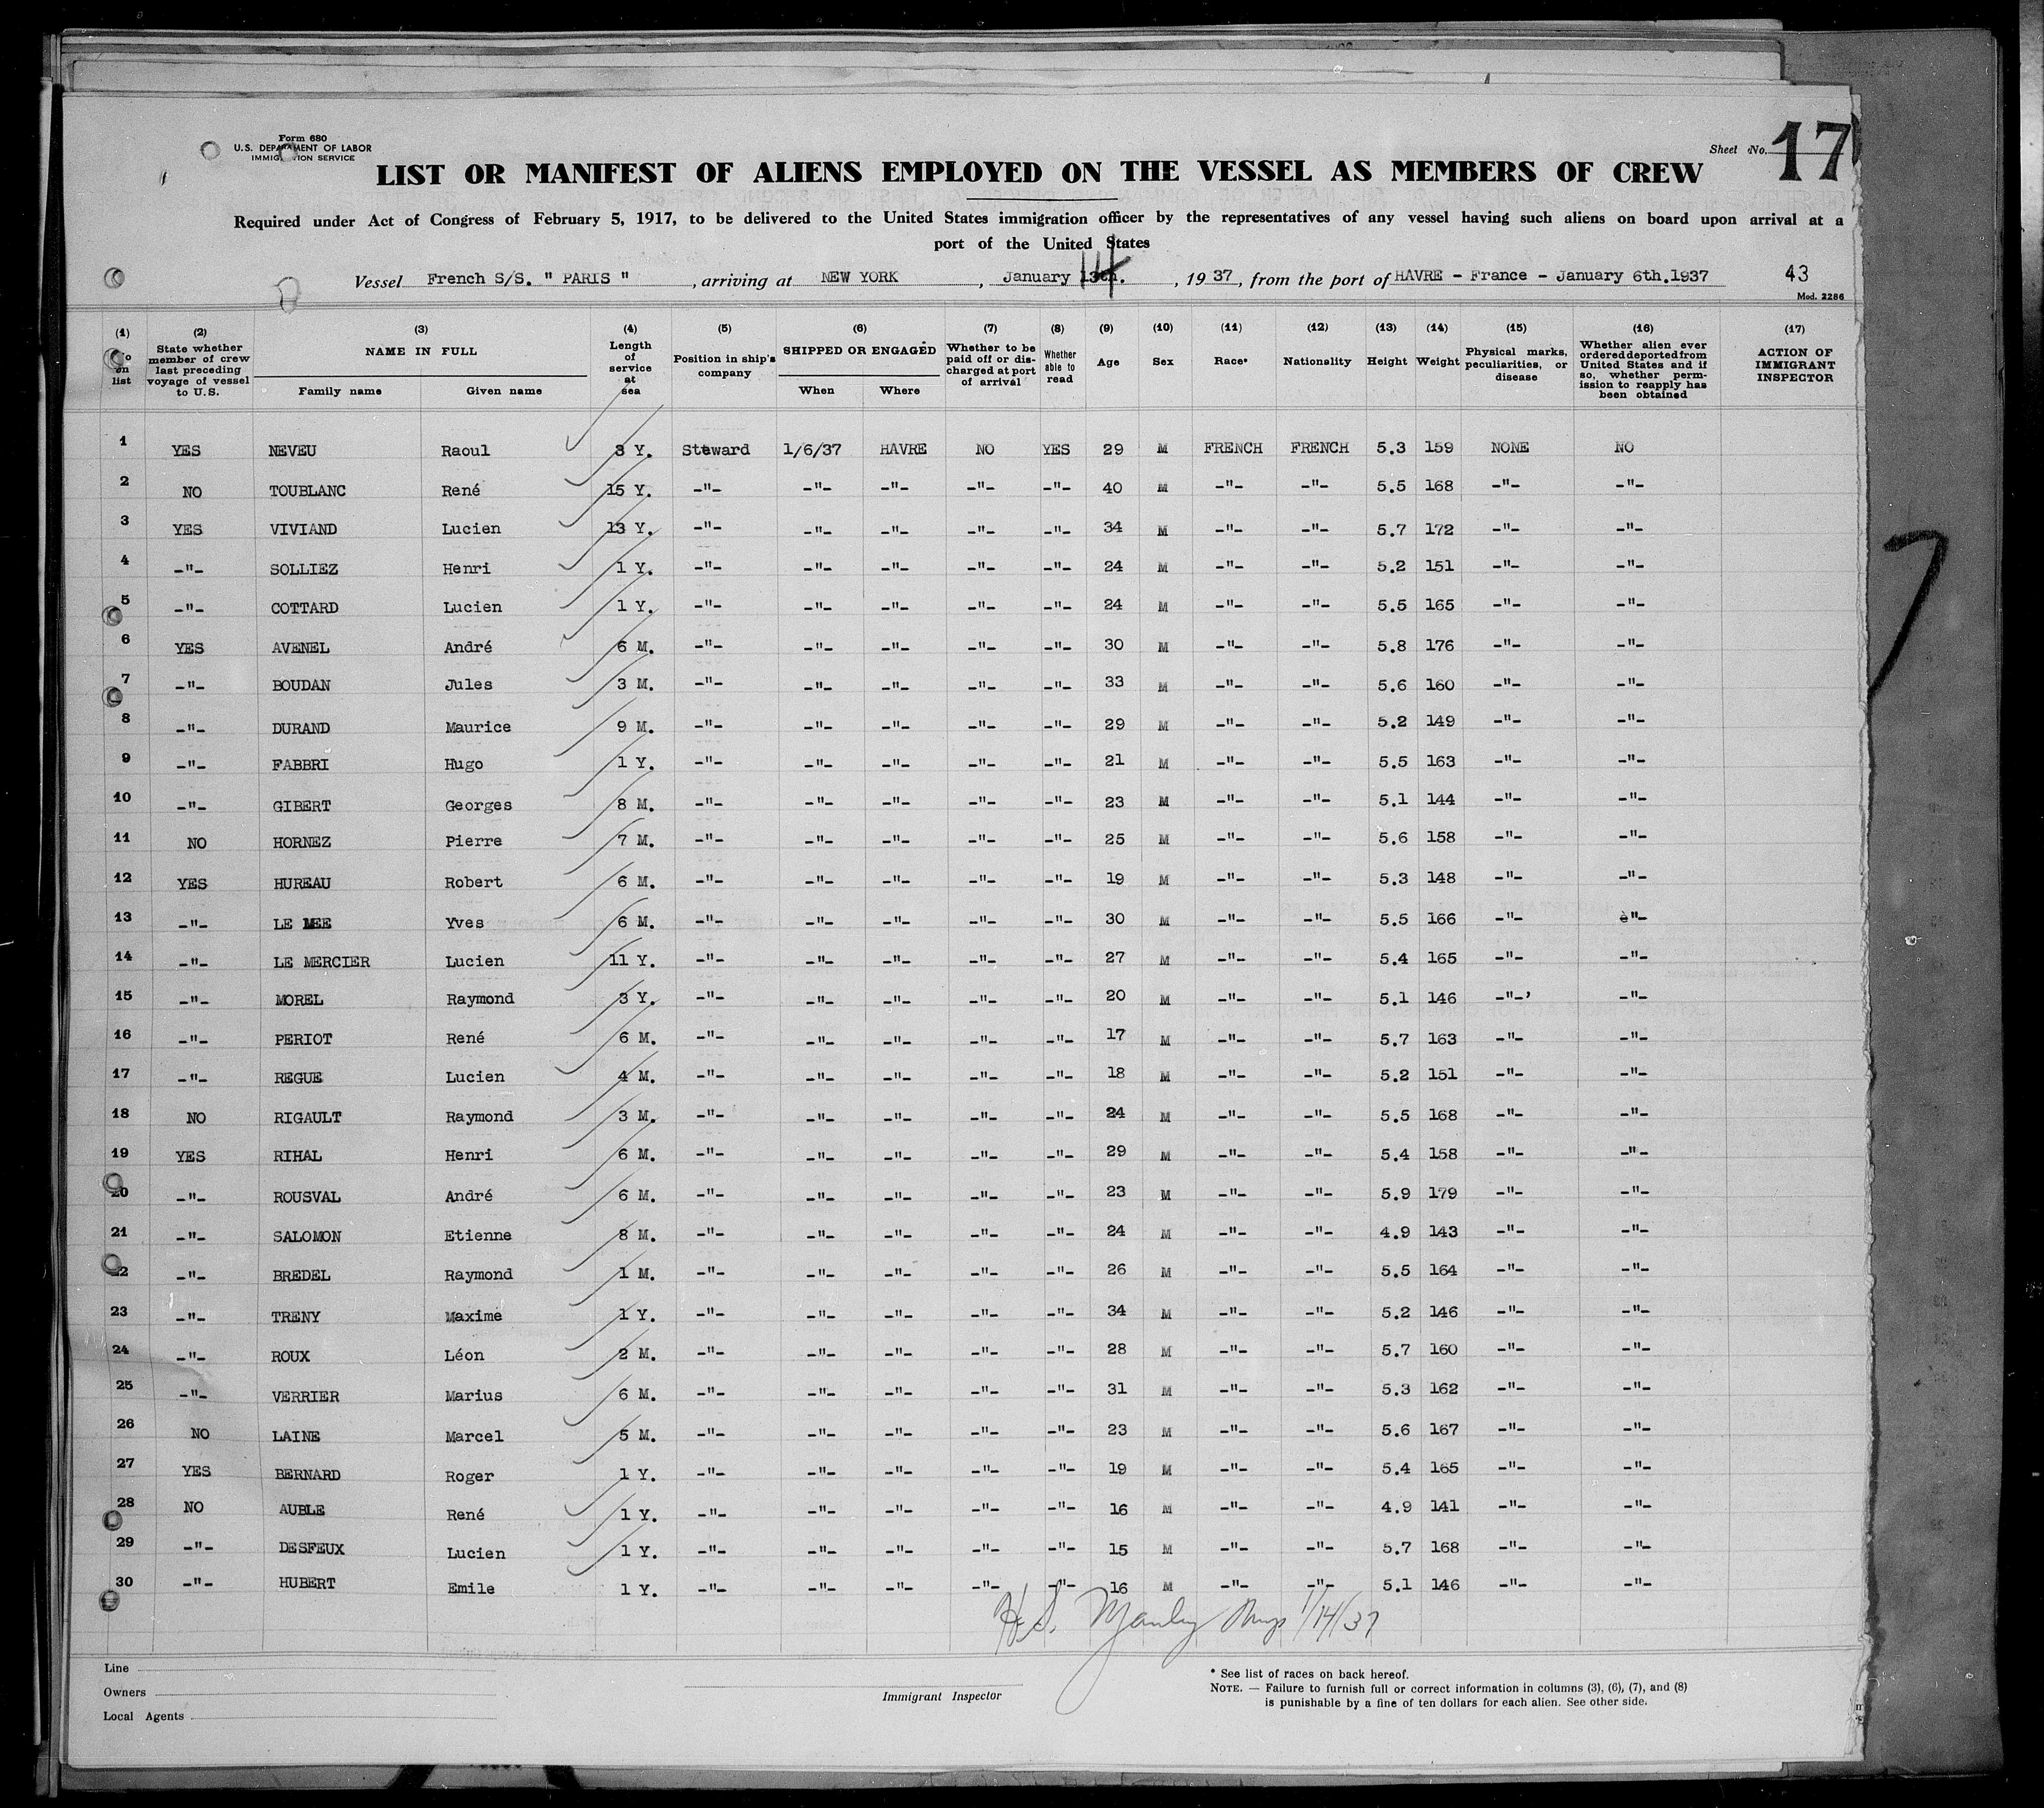 Form 680
U.S. DEPARTMENT OF LABOR
IMMIGRATION SERVICE
Sheet No. 17
LIST OR MANIFEST OF ALIENS EMPLOYED ON THE VESSEL AS MEMBERS OF CREW
Required under Act of Congress of February 5, 1917, to be delivered to the United States immigration officer by the representatives of any vessel having such aliens on board upon arrival at a
port of the United States
Vessel French S/S. " PARIS " , arriving at NEW YORK , January 13th. 14 , 1937, from the port of HAVRE - France - January 6th.1937 43
Mod. 2286
(1) (2) (3) (4) (5) (6) (7) (8) (9) (10) (11) (12) (13) (14) (15) (16) (17)
No on list | State whether member of crew last preceding voyage of vessel to U.S. | NAME IN FULL Family name Given name | Length of service at sea | Position in ship's company | SHIPPED OR ENGAGED When Where | Whether to be paid off or discharged at port of arrival | Whether able to read | Age | Sex | Race* | Nationality | Height | Weight | Physical marks, peculiarities, or disease | Whether alien ever ordered deported from United States and if so, whether permission to reapply has been obtained | ACTION OF IMMIGRANT INSPECTOR
1 YES NEVEU Raoul 3 Y. Steward 1/6/37 HAVRE NO YES 29 M FRENCH FRENCH 5.3 159 NONE NO
2 NO TOUBLANC René 15 Y. -"- -"- -"- -"- -"- 40 M -"- -"- 5.5 168 -"- -"-
3 YES VIVIAND Lucien 13 Y. -"- -"- -"- -"- -"- 34 M -"- -"- 5.7 172 -"- -"-
4 -"- SOLLIEZ Henri 1 Y. -"- -"- -"- -"- -"- 24 M -"- -"- 5.2 151 -"- -"-
5 -"- COTTARD Lucien 1 Y. -"- -"- -"- -"- -"- 24 M -"- -"- 5.5 165 -"- -"-
6 YES AVENEL André 6 M. -"- -"- -"- -"- -"- 30 M -"- -"- 5.8 176 -"- -"-
7 -"- BOUDAN Jules 3 M. -"- -"- -"- -"- -"- 33 M -"- -"- 5.6 160 -"- -"-
8 -"- DURAND Maurice 9 M. -"- -"- -"- -"- -"- 29 M -"- -"- 5.2 149 -"- -"-
9 -"- FABBRI Hugo 1 Y. -"- -"- -"- -"- -"- 21 M -"- -"- 5.5 163 -"- -"-
10 -"- GIBERT Georges 8 M. -"- -"- -"- -"- -"- 23 M -"- -"- 5.1 144 -"- -"-
11 NO HORNEZ Pierre 7 M. -"- -"- -"- -"- -"- 25 M -"- -"- 5.6 158 -"- -"-
12 YES HUREAU Robert 6 M. -"- -"- -"- -"- -"- 19 M -"- -"- 5.3 148 -"- -"-
13 -"- LE MEE Yves 6 M. -"- -"- -"- -"- -"- 30 M -"- -"- 5.5 166 -"- -"-
14 -"- LE MERCIER Lucien 11 Y. -"- -"- -"- -"- -"- 27 M -"- -"- 5.4 165 -"- -"-
15 -"- MOREL Raymond 3 Y. -"- -"- -"- -"- -"- 20 M -"- -"- 5.1 146 -"-' -"-
16 -"- PERIOT René 6 M. -"- -"- -"- -"- -"- 17 M -"- -"- 5.7 163 -"- -"-
17 -"- REGUE Lucien 4 M. -"- -"- -"- -"- -"- 18 M -"- -"- 5.2 151 -"- -"-
18 NO RIGAULT Raymond 3 M. -"- -"- -"- -"- -"- 24 M -"- -"- 5.5 168 -"- -"-
19 YES RIHAL Henri 6 M. -"- -"- -"- -"- -"- 29 M -"- -"- 5.4 158 -"- -"-
20 -"- ROUSVAL André 6 M. -"- -"- -"- -"- -"- 23 M -"- -"- 5.9 179 -"- -"-
21 -"- SALOMON Etienne 8 M. -"- -"- -"- -"- -"- 24 M -"- -"- 4.9 143 -"- -"-
22 -"- BREDEL Raymond 1 M. -"- -"- -"- -"- -"- 26 M -"- -"- 5.5 164 -"- -"-
23 -"- TRENY Maxime 1 Y. -"- -"- -"- -"- -"- 34 M -"- -"- 5.2 146 -"- -"-
24 -"- ROUX Léon 2 M. -"- -"- -"- -"- -"- 28 M -"- -"- 5.7 160 -"- -"-
25 -"- VERRIER Marius 6 M. -"- -"- -"- -"- -"- 31 M -"- -"- 5.3 162 -"- -"-
26 NO LAINE Marcel 5 M. -"- -"- -"- -"- -"- 23 M -"- -"- 5.6 167 -"- -"-
27 YES BERNARD Roger 1 Y. -"- -"- -"- -"- -"- 19 M -"- -"- 5.4 165 -"- -"-
28 NO AUBLE René 1 Y. -"- -"- -"- -"- -"- 16 M -"- -"- 4.9 141 -"- -"-
29 -"- DESFEUX Lucien 1 Y. -"- -"- -"- -"- -"- 15 M -"- -"- 5.7 168 -"- -"-
30 -"- HUBERT Emile 1 Y. -"- -"- -"- -"- -"- 16 M -"- -"- 5.1 146 -"- -"-
H.S. Manley 1/14/37
Line
Owners
Local Agents
Immigrant Inspector
* See list of races on back hereof.
NOTE. — Failure to furnish full or correct information in columns (3), (6), (7), and (8)
is punishable by a fine of ten dollars for each alien. See other side.
7